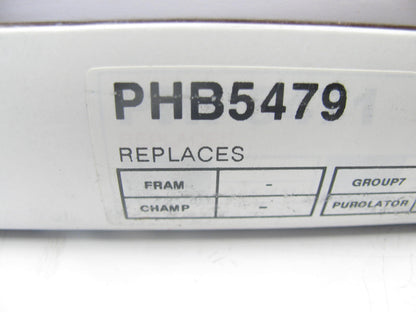 PHB5479
REPLACES
FRAM - GROUP7
CHAMP - PUROLATOR